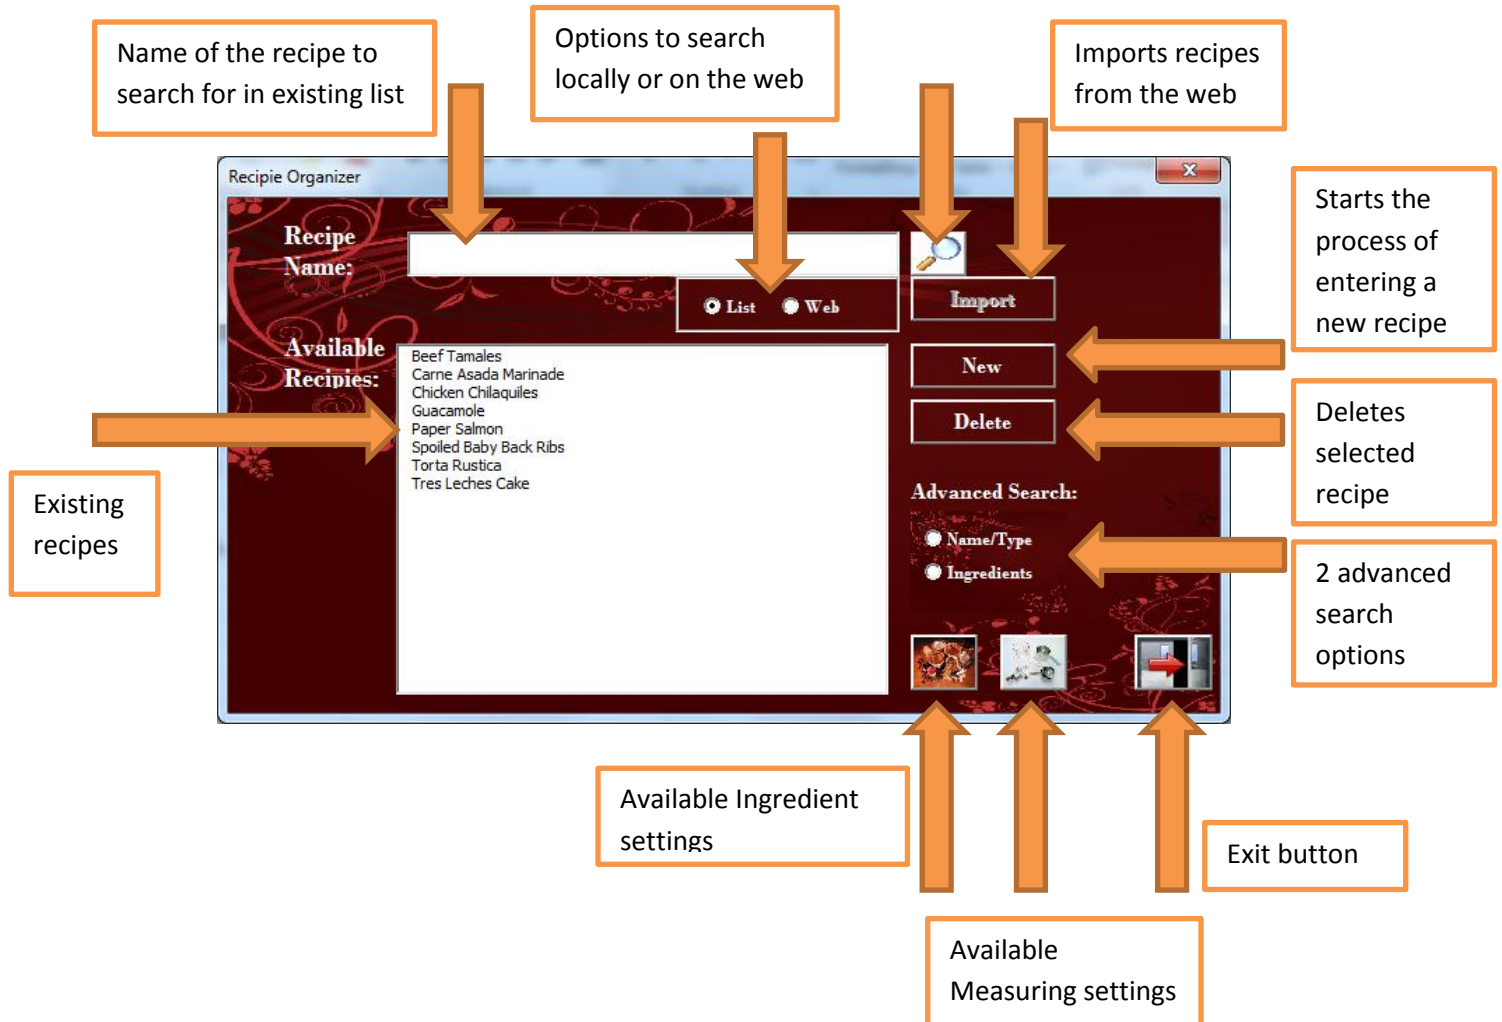 Name of the recipe to
search for in existing list
Options to search
locally or on the web
Imports recipes
from the web
Recipie Organizer
Recipe
Name:
List
Web
Import
Starts the
process of
entering a
new recipe
Available
Recipies:
Beef Tamales
Carne Asada Marinade
Chicken Chilaquiles
Guacamole
Paper Salmon
Spoiled Baby Back Ribs
Torta Rustica
Tres Leches Cake
New
Delete
Deletes
selected
recipe
Existing
recipes
Advanced Search:
Name/Type
Ingredients
2 advanced
search
options
Available Ingredient
settings
Exit button
Available
Measuring settings